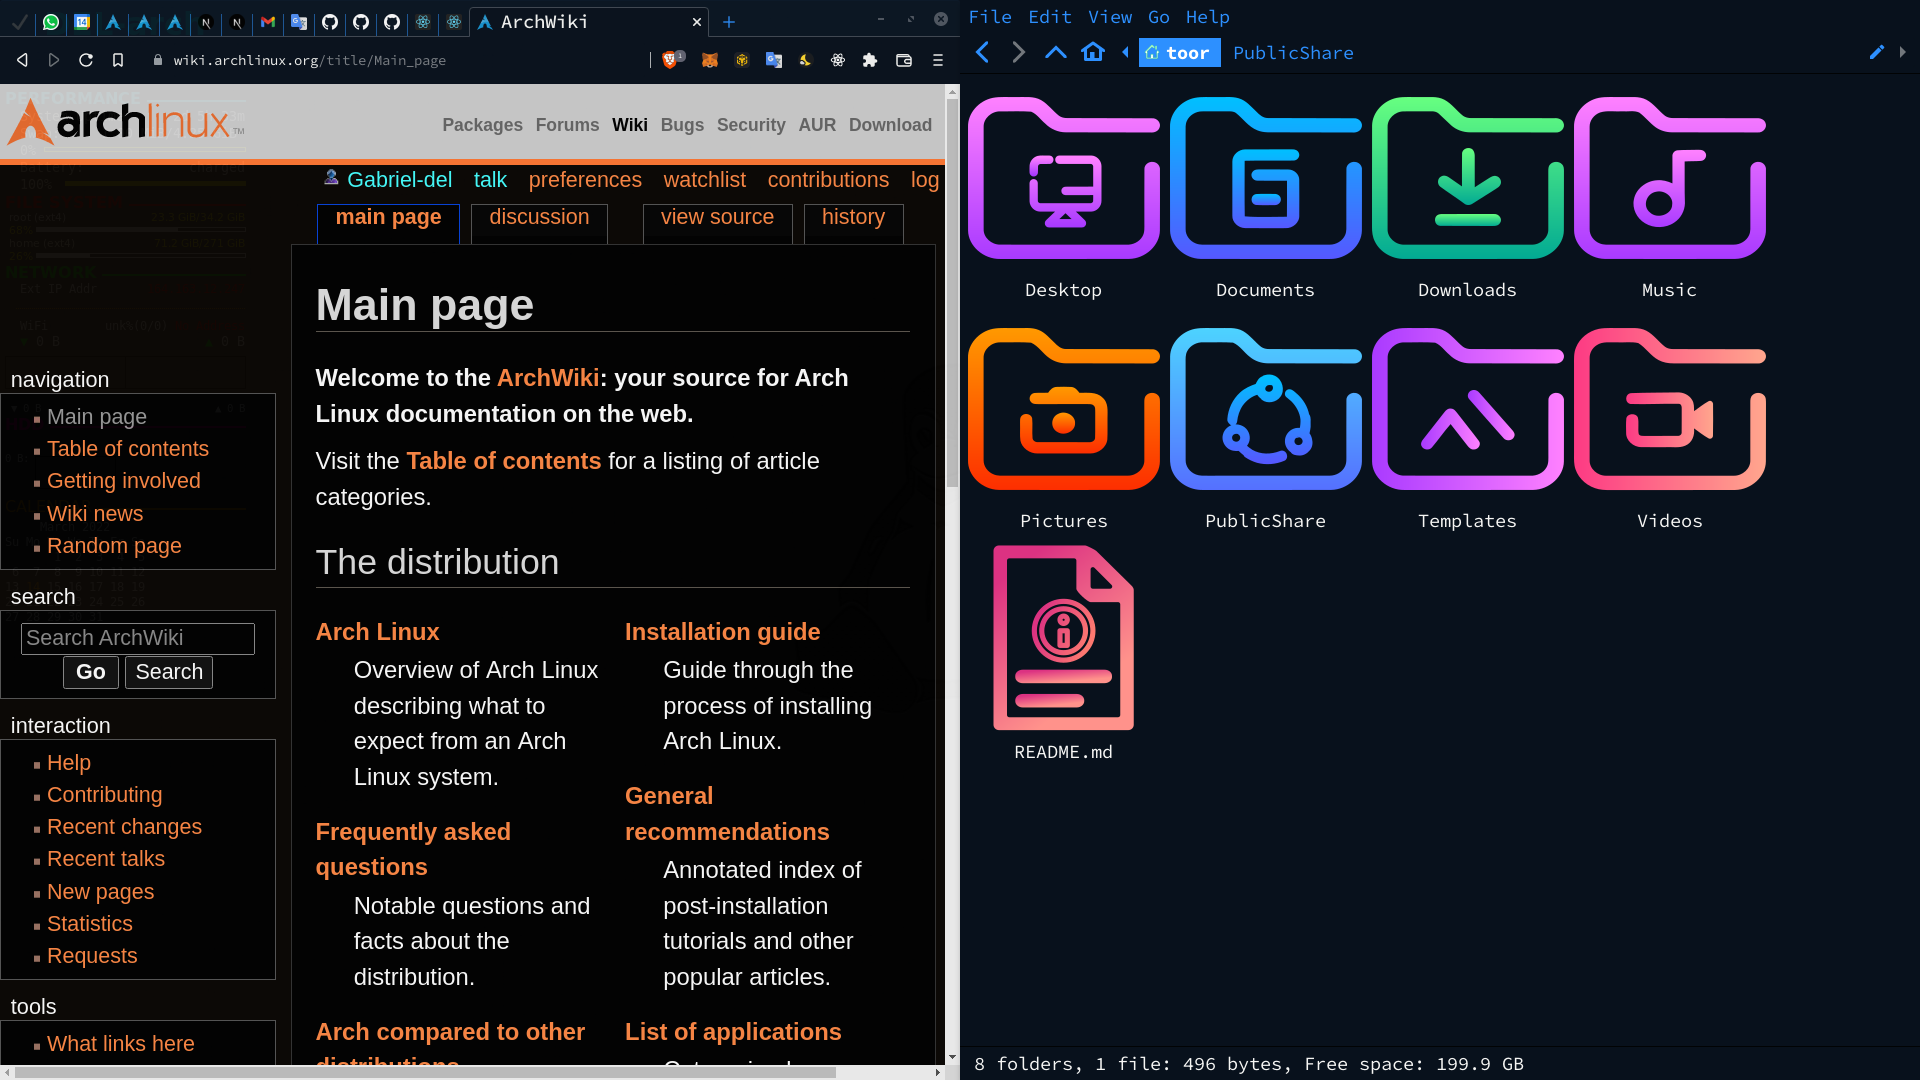 ArchWiki
wiki.archlinux.org/title/Main_page
1
archlinux TM
Packages Forums Wiki Bugs Security AUR Download
Gabriel-del talk preferences watchlist contributions log
main page discussion view source history
navigation
Main page
Table of contents
Getting involved
Wiki news
Random page
search
Search ArchWiki
Go Search
interaction
Help
Contributing
Recent changes
Recent talks
New pages
Statistics
Requests
tools
What links here
Main page
Welcome to the ArchWiki: your source for Arch
Linux documentation on the web.
Visit the Table of contents for a listing of article
categories.
The distribution
Arch Linux
Overview of Arch Linux
describing what to
expect from an Arch
Linux system.
Frequently asked
questions
Notable questions and
facts about the
distribution.
Arch compared to other
distributions
Installation guide
Guide through the
process of installing
Arch Linux.
General
recommendations
Annotated index of
post-installation
tutorials and other
popular articles.
List of applications
File Edit View Go Help
toor PublicShare
Desktop Documents Downloads Music
Pictures PublicShare Templates Videos
README.md
8 folders, 1 file: 496 bytes, Free space: 199.9 GB